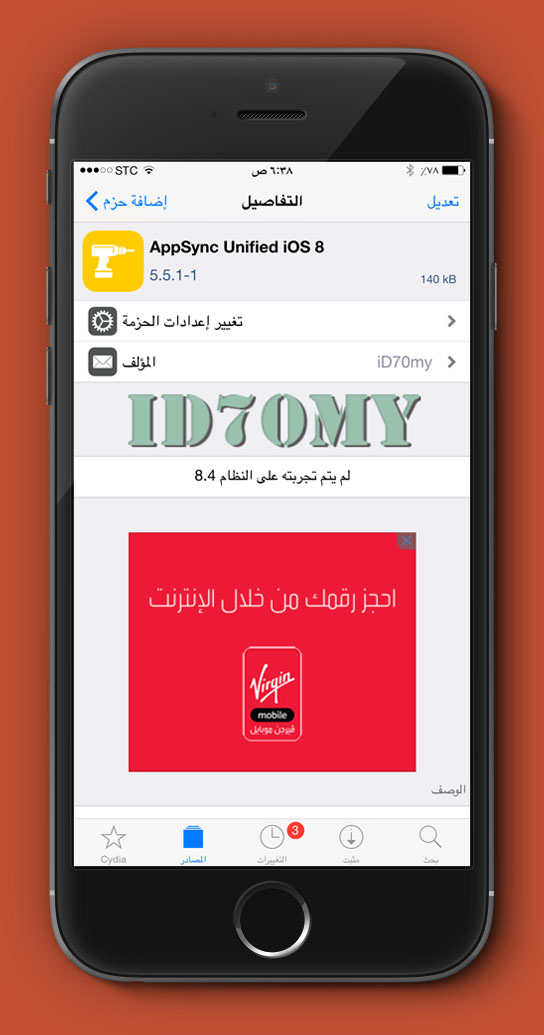 STC
٦:٣٨ ص
٪٧٨
إضافة حزم
التفاصيل
تعديل
AppSync Unified iOS 8
5.5.1-1
140 kB
تغيير إعدادات الحزمة
المؤلف
iD70my
ID70MY
لم يتم تجربته على النظام 8.4
احجز رقمك من خلال الإنترنت
Virgin
mobile
ڤيرجن موبايل
الوصف
Cydia
المصادر
التغييرات
3
مثبت
بحث